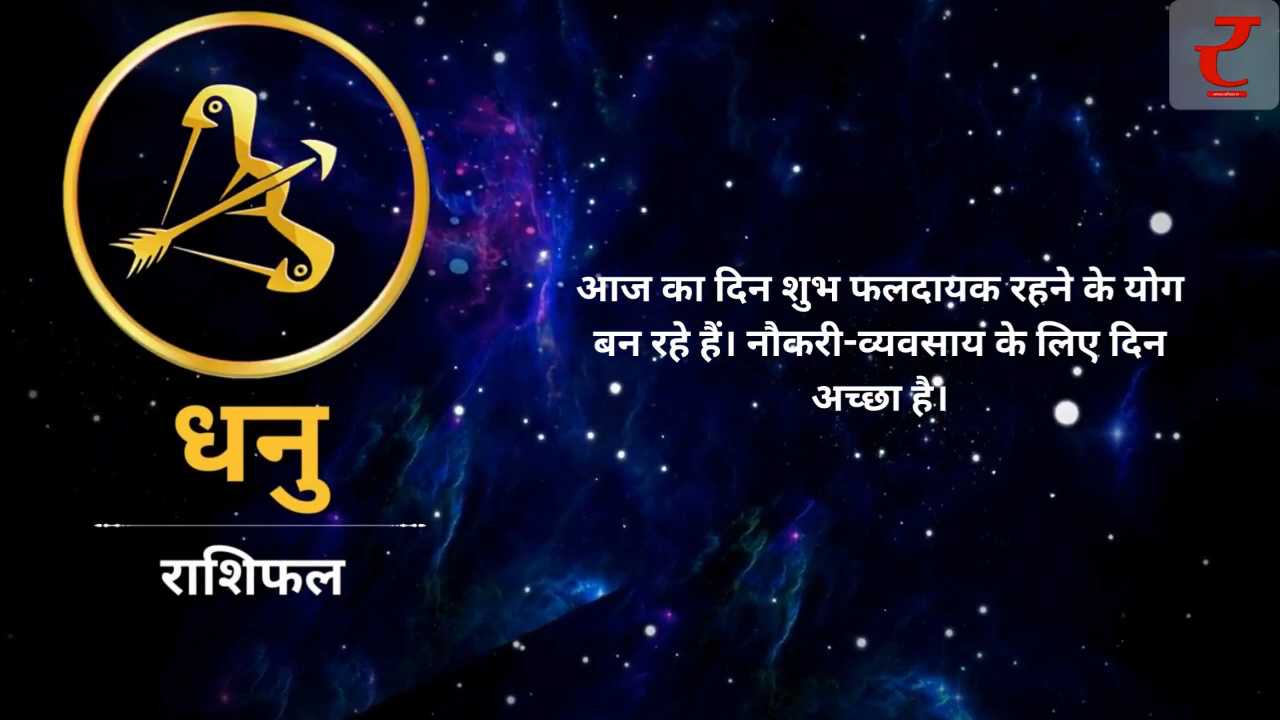 धनु
राशिफल
आज का दिन शुभ फलदायक रहने के योग
बन रहे हैं। नौकरी-व्यवसाय के लिए दिन
अच्छा है।